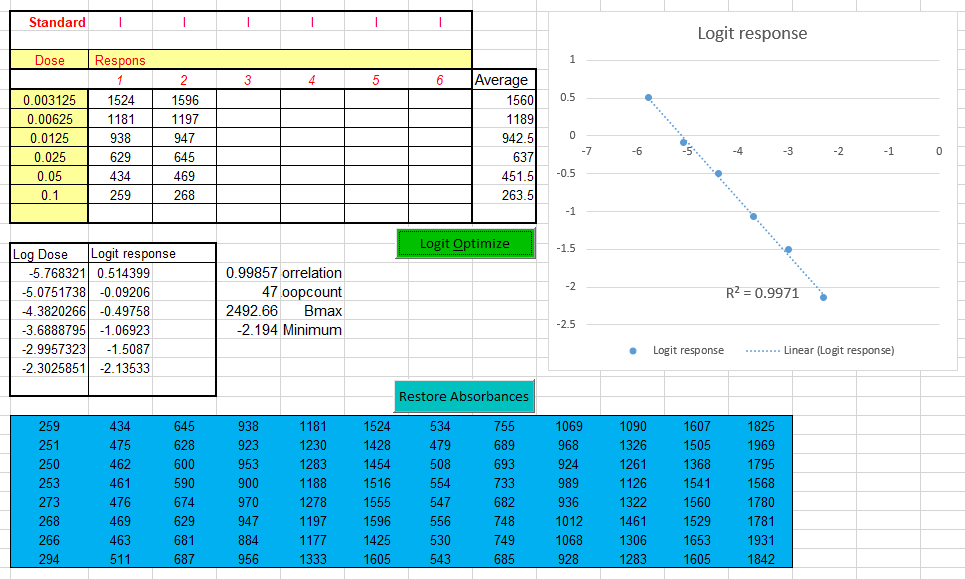 Standard I I I I I I
Dose Respons
1 2 3 4 5 6 Average
0.003125 1524 1596 1560
0.00625 1181 1197 1189
0.0125 938 947 942.5
0.025 629 645 637
0.05 434 469 451.5
0.1 259 268 263.5
Logit Optimize
Log Dose Logit response
-5.768321 0.514399 0.99857 orrelation
-5.0751738 -0.09206 47 oopcount
-4.3820266 -0.49758 2492.66 Bmax
-3.6888795 -1.06923 -2.194 Minimum
-2.9957323 -1.5087
-2.3025851 -2.13533
Logit response
1
0.5
0
-7 -6 -5 -4 -3 -2 -1 0
-0.5
-1
-1.5
-2
R² = 0.9971
-2.5
Logit response Linear (Logit response)
Restore Absorbances
259 434 645 938 1181 1524 534 755 1069 1090 1607 1825
251 475 628 923 1230 1428 479 689 968 1326 1505 1969
250 462 600 953 1283 1454 508 693 924 1261 1368 1795
253 461 590 900 1188 1516 554 733 989 1126 1541 1568
273 476 674 970 1278 1555 547 682 936 1322 1560 1780
268 469 629 947 1197 1596 556 748 1012 1461 1529 1781
266 463 681 884 1177 1425 530 749 1068 1306 1653 1931
294 511 687 956 1333 1605 543 685 928 1283 1605 1842